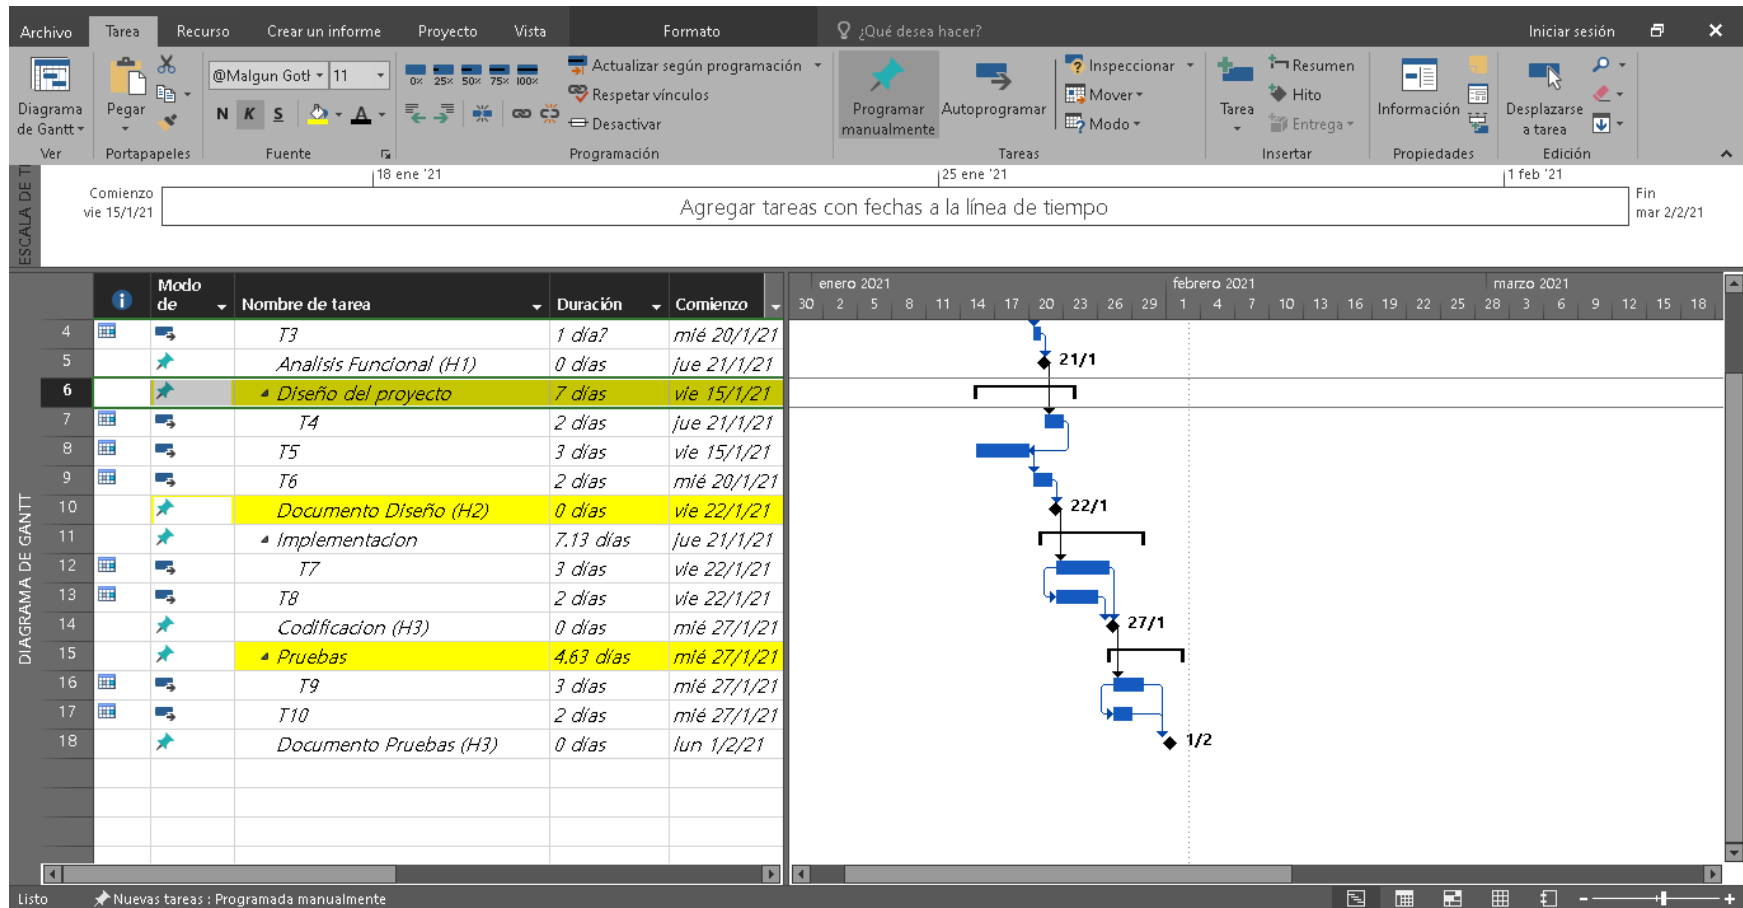 Archivo Tarea Recurso Crear un informe Proyecto Vista Formato ¿Qué desea hacer? Iniciar sesión
Diagrama de Gantt
Ver
Pegar
Portapapeles
@Malgun Gotl 11
N K S A
Fuente
0% 25% 50% 75% 100%
Actualizar según programación
Respetar vínculos
Desactivar
Programación
Programar manualmente
Autoprogramar
Inspeccionar
Mover
Modo
Tareas
Tarea
Resumen
Hito
Entrega
Insertar
Información
Propiedades
Desplazarse a tarea
Edición
ESCALA DE TI
18 ene '21 25 ene '21 1 feb '21
Comienzo
vie 15/1/21
Agregar tareas con fechas a la línea de tiempo
Fin
mar 2/2/21
DIAGRAMA DE GANTT
Modo de Nombre de tarea Duración Comienzo
enero 2021 febrero 2021 marzo 2021
30 2 5 8 11 14 17 20 23 26 29 1 4 7 10 13 16 19 22 25 28 3 6 9 12 15 18
4 T3 1 día? mié 20/1/21
5 Analisis Funcional (H1) 0 días jue 21/1/21 21/1
6 Diseño del proyecto 7 días vie 15/1/21
7 T4 2 días jue 21/1/21
8 T5 3 días vie 15/1/21
9 T6 2 días mié 20/1/21
10 Documento Diseño (H2) 0 días vie 22/1/21 22/1
11 Implementacion 7.13 días jue 21/1/21
12 T7 3 días vie 22/1/21
13 T8 2 días vie 22/1/21
14 Codificacion (H3) 0 días mié 27/1/21 27/1
15 Pruebas 4.63 días mié 27/1/21
16 T9 3 días mié 27/1/21
17 T10 2 días mié 27/1/21
18 Documento Pruebas (H3) 0 días lun 1/2/21 1/2
Listo Nuevas tareas : Programada manualmente